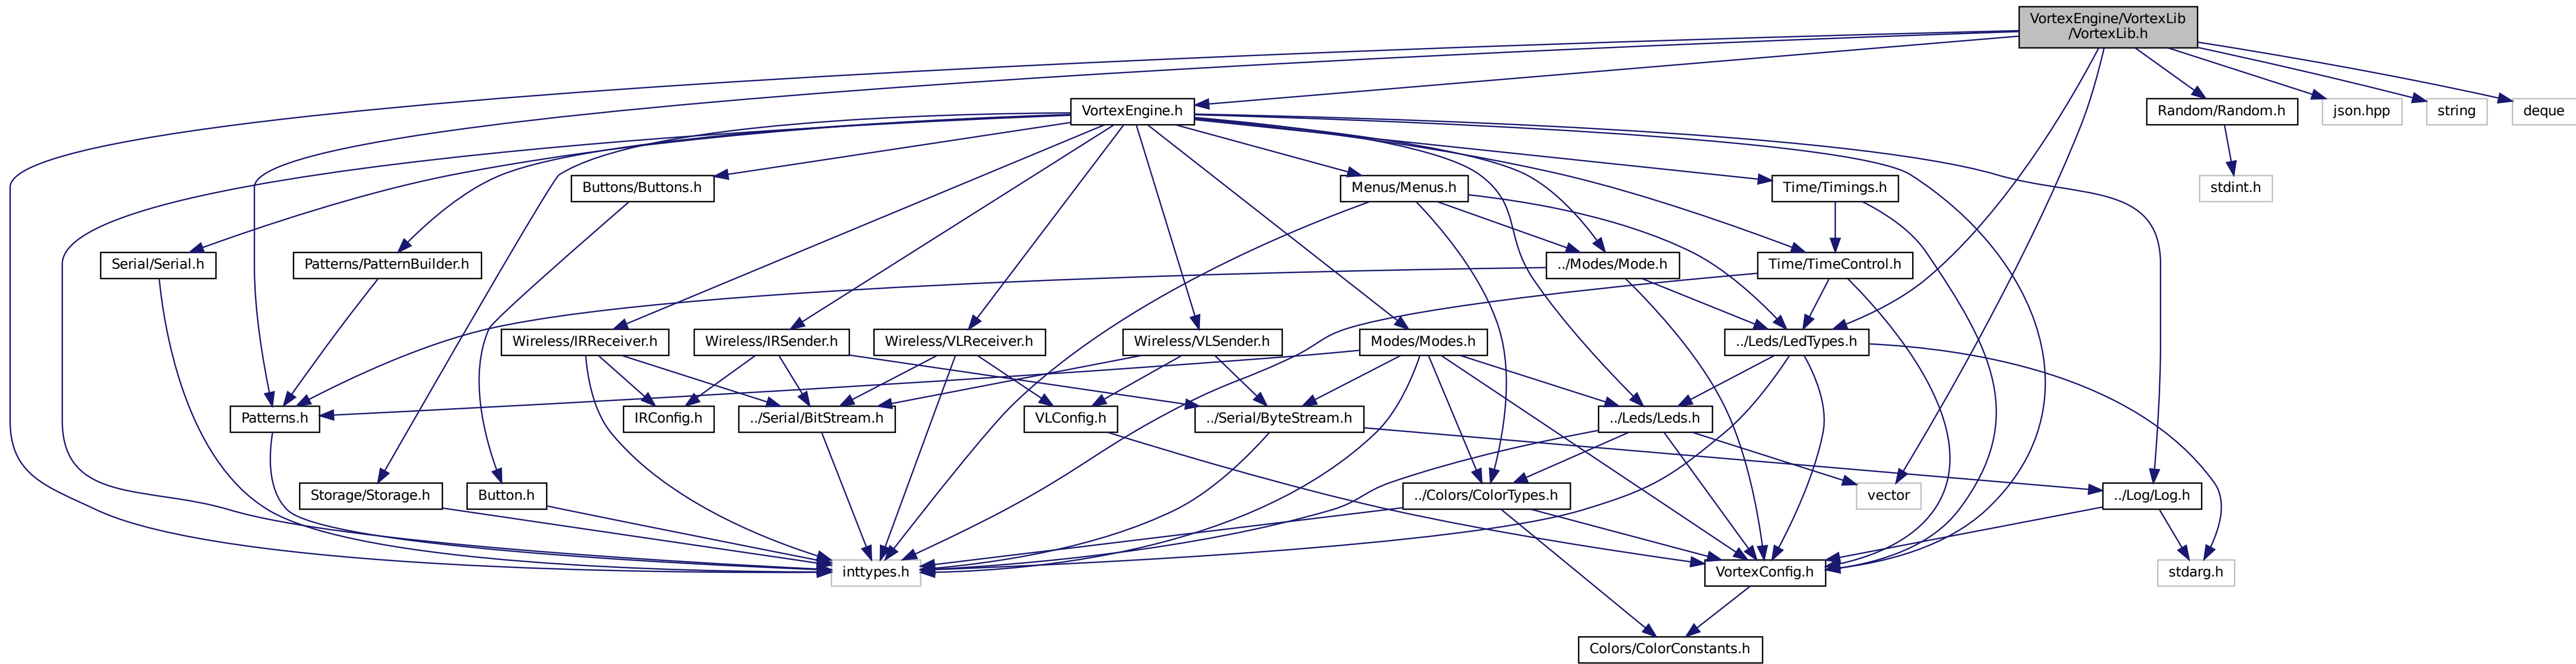 VortexEngine/VortexLib
/VortexLib.h
VortexEngine.h
Random/Random.h
json.hpp
string
deque
Buttons/Buttons.h
Menus/Menus.h
Time/Timings.h
stdint.h
Serial/Serial.h
Patterns/PatternBuilder.h
../Modes/Mode.h
Time/TimeControl.h
Wireless/IRReceiver.h
Wireless/IRSender.h
Wireless/VLReceiver.h
Wireless/VLSender.h
Modes/Modes.h
../Leds/LedTypes.h
Patterns.h
IRConfig.h
../Serial/BitStream.h
VLConfig.h
../Serial/ByteStream.h
../Leds/Leds.h
Storage/Storage.h
Button.h
../Colors/ColorTypes.h
vector
../Log/Log.h
inttypes.h
VortexConfig.h
stdarg.h
Colors/ColorConstants.h